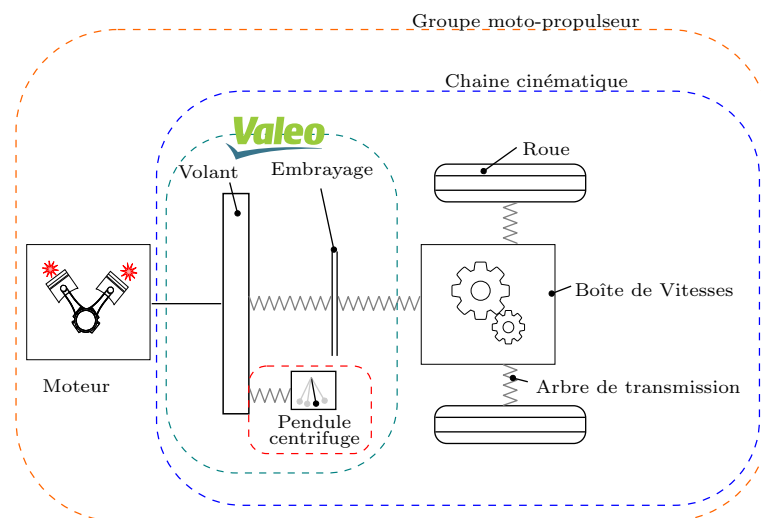 Groupe moto-propulseur
Chaine cinématique
Valeo
Volant
Embrayage
Roue
Boîte de Vitesses
Moteur
Arbre de transmission
Pendule
centrifuge